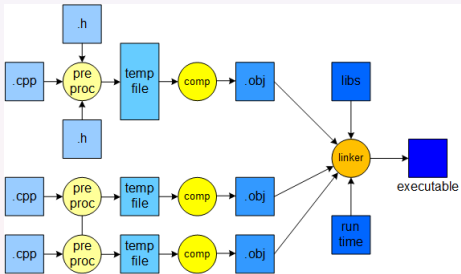 .h
.cpp
pre
proc
temp
file
comp
.obj
libs
.h
linker
executable
.cpp
pre
proc
temp
file
comp
.obj
.cpp
pre
proc
temp
file
comp
.obj
run
time